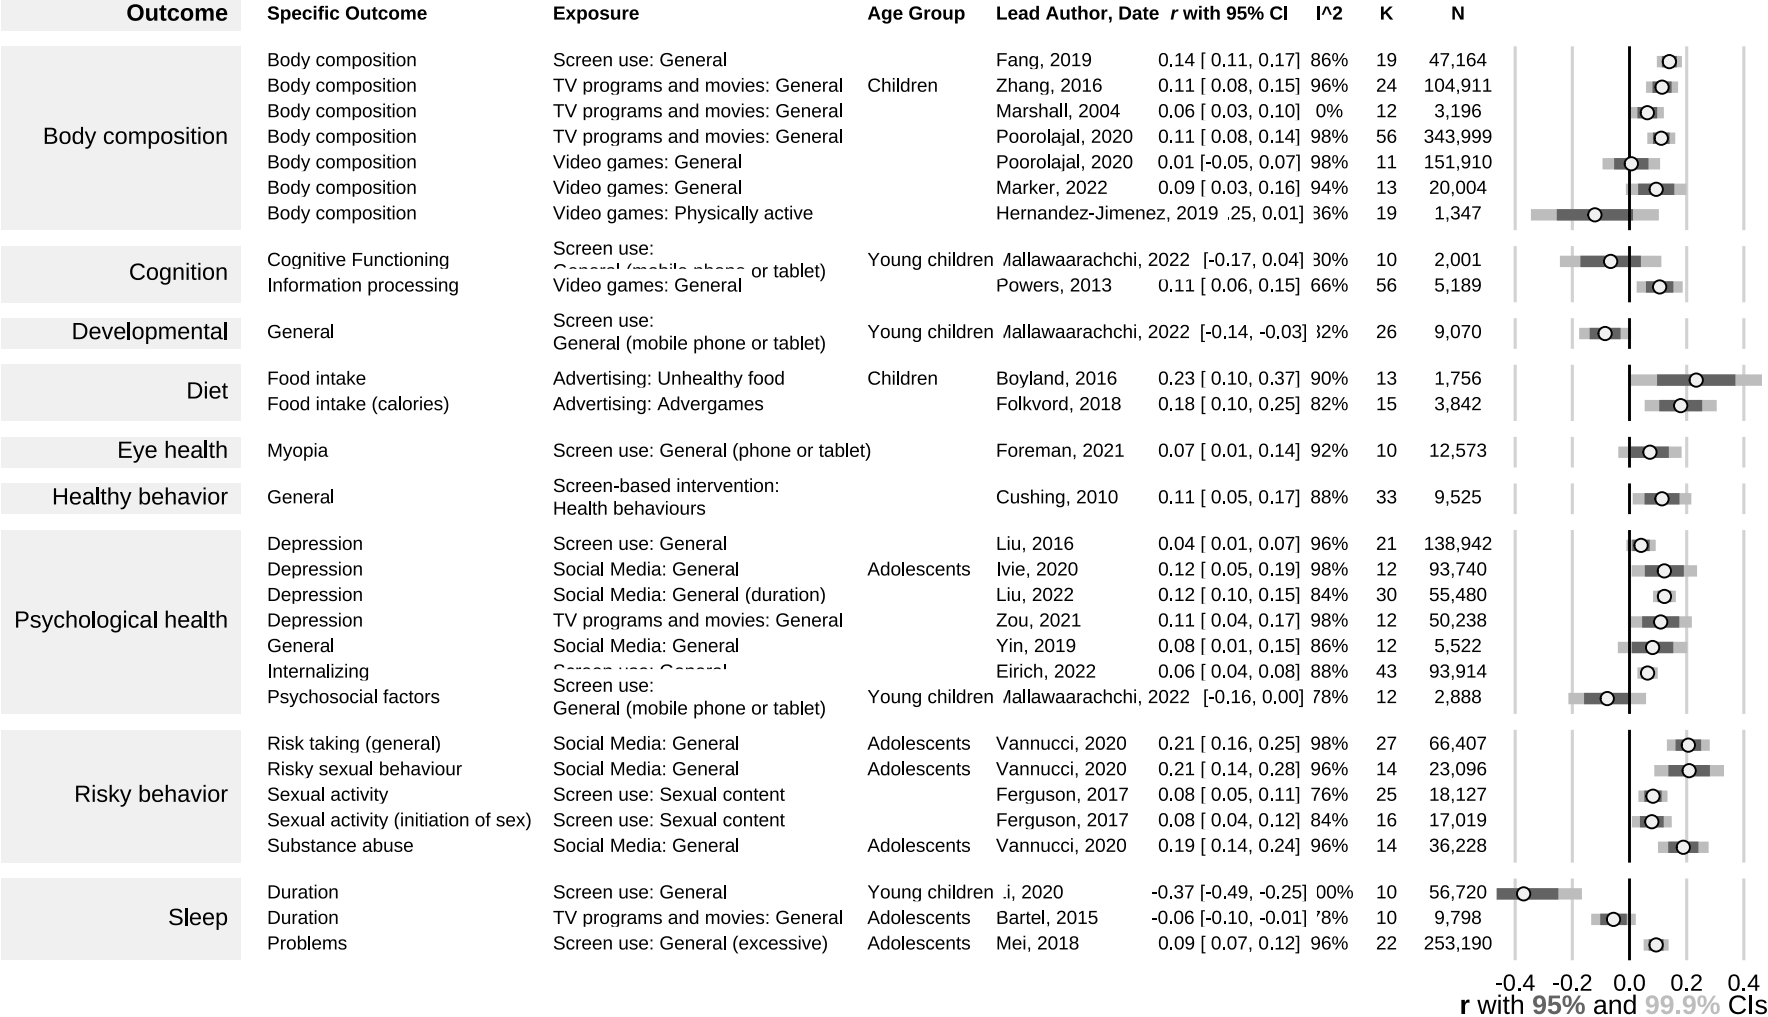 Outcome Specific Outcome Exposure Age Group Lead Author, Date r with 95% CI I^2 K N
Body composition
Body composition Screen use: General Fang, 2019 0.14 [ 0.11, 0.17] 86% 19 47,164
Body composition TV programs and movies: General Children Zhang, 2016 0.11 [ 0.08, 0.15] 96% 24 104,911
Body composition TV programs and movies: General Marshall, 2004 0.06 [ 0.03, 0.10] 0% 12 3,196
Body composition TV programs and movies: General Poorolajal, 2020 0.11 [ 0.08, 0.14] 98% 56 343,999
Body composition Video games: General Poorolajal, 2020 0.01 [-0.05, 0.07] 98% 11 151,910
Body composition Video games: General Marker, 2022 0.09 [ 0.03, 0.16] 94% 13 20,004
Body composition Video games: Physically active Hernandez-Jimenez, 2019 .25, 0.01] 86% 19 1,347
Cognition
Screen use:
Cognitive Functioning General (mobile phone or tablet) Young children Mallawaarachchi, 2022 [-0.17, 0.04] 10 2,001
Information processing Video games: General Powers, 2013 0.11 [ 0.06, 0.15] 66% 56 5,189
Developmental
Screen use:
General General (mobile phone or tablet) Young children Mallawaarachchi, 2022 [-0.14, -0.03] 26 9,070
Diet
Food intake Advertising: Unhealthy food Children Boyland, 2016 0.23 [ 0.10, 0.37] 90% 13 1,756
Food intake (calories) Advertising: Advergames Folkvord, 2018 0.18 [ 0.10, 0.25] 82% 15 3,842
Eye health Myopia Screen use: General (phone or tablet) Foreman, 2021 0.07 [ 0.01, 0.14] 92% 10 12,573
Healthy behavior
Screen-based intervention:
General Health behaviours Cushing, 2010 0.11 [ 0.05, 0.17] 88% 33 9,525
Psychological health
Depression Screen use: General Liu, 2016 0.04 [ 0.01, 0.07] 96% 21 138,942
Depression Social Media: General Adolescents Ivie, 2020 0.12 [ 0.05, 0.19] 98% 12 93,740
Depression Social Media: General (duration) Liu, 2022 0.12 [ 0.10, 0.15] 84% 30 55,480
Depression TV programs and movies: General Zou, 2021 0.11 [ 0.04, 0.17] 98% 12 50,238
General Social Media: General Yin, 2019 0.08 [ 0.01, 0.15] 86% 12 5,522
Internalizing Screen use: General Eirich, 2022 0.06 [ 0.04, 0.08] 88% 43 93,914
Screen use:
Psychosocial factors General (mobile phone or tablet) Young children Mallawaarachchi, 2022 [-0.16, 0.00] 78% 12 2,888
Risky behavior
Risk taking (general) Social Media: General Adolescents Vannucci, 2020 0.21 [ 0.16, 0.25] 98% 27 66,407
Risky sexual behaviour Social Media: General Adolescents Vannucci, 2020 0.21 [ 0.14, 0.28] 96% 14 23,096
Sexual activity Screen use: Sexual content Ferguson, 2017 0.08 [ 0.05, 0.11] 76% 25 18,127
Sexual activity (initiation of sex) Screen use: Sexual content Ferguson, 2017 0.08 [ 0.04, 0.12] 84% 16 17,019
Substance abuse Social Media: General Adolescents Vannucci, 2020 0.19 [ 0.14, 0.24] 96% 14 36,228
Sleep
Duration Screen use: General Young children Li, 2020 -0.37 [-0.49, -0.25] 10 56,720
Duration TV programs and movies: General Adolescents Bartel, 2015 -0.06 [-0.10, -0.01] 78% 10 9,798
Problems Screen use: General (excessive) Adolescents Mei, 2018 0.09 [ 0.07, 0.12] 96% 22 253,190
-0.4 -0.2 0.0 0.2 0.4
r with 95% and 99.9% CIs